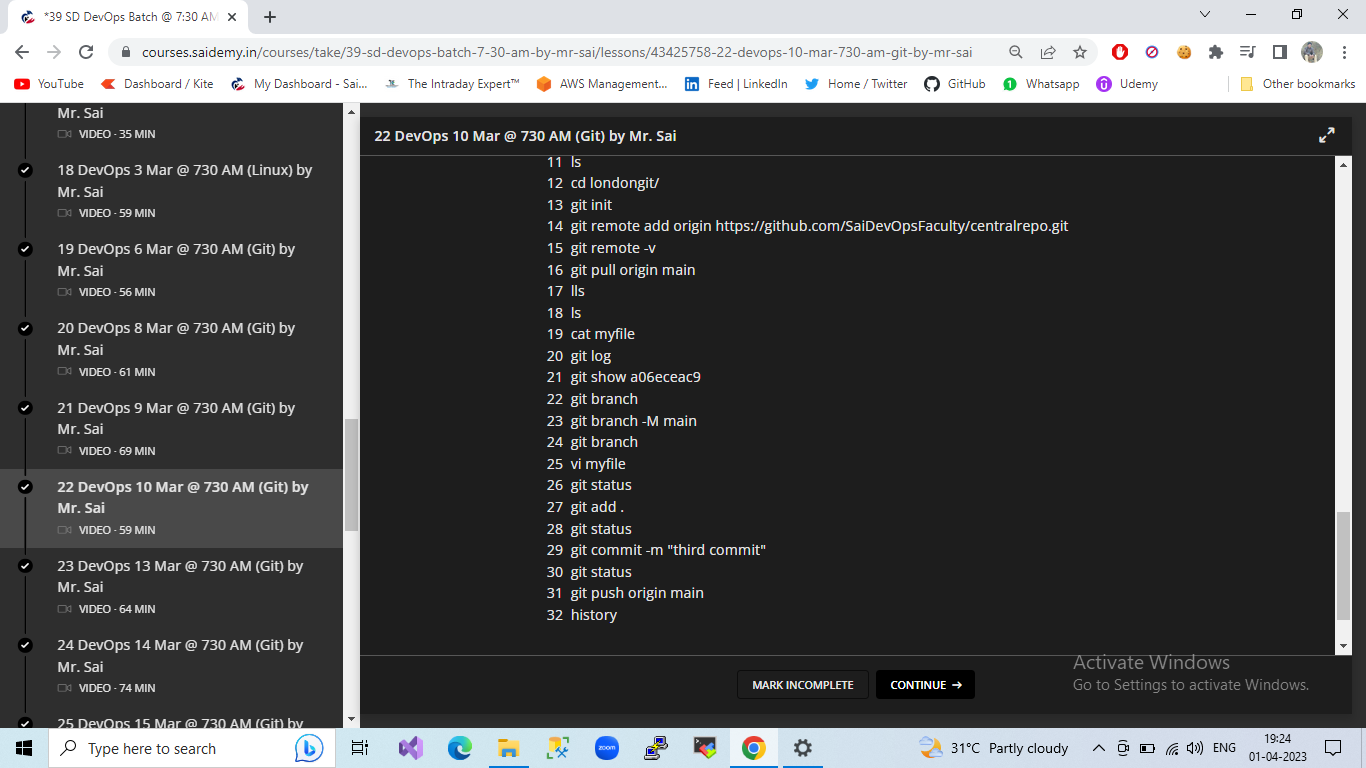 *39 SD DevOps Batch @ 7:30 AM
courses.saidemy.in/courses/take/39-sd-devops-batch-7-30-am-by-mr-sai/lessons/43425758-22-devops-10-mar-730-am-git-by-mr-sai
YouTube Dashboard / Kite My Dashboard - Sai... The Intraday Expert™ AWS Management... Feed | LinkedIn Home / Twitter GitHub Whatsapp Udemy Other bookmarks
Mr. Sai
VIDEO · 35 MIN
18 DevOps 3 Mar @ 730 AM (Linux) by
Mr. Sai
VIDEO · 59 MIN
19 DevOps 6 Mar @ 730 AM (Git) by
Mr. Sai
VIDEO · 56 MIN
20 DevOps 8 Mar @ 730 AM (Git) by
Mr. Sai
VIDEO · 61 MIN
21 DevOps 9 Mar @ 730 AM (Git) by
Mr. Sai
VIDEO · 69 MIN
22 DevOps 10 Mar @ 730 AM (Git) by
Mr. Sai
VIDEO · 59 MIN
23 DevOps 13 Mar @ 730 AM (Git) by
Mr. Sai
VIDEO · 64 MIN
24 DevOps 14 Mar @ 730 AM (Git) by
Mr. Sai
VIDEO · 74 MIN
25 DevOps 15 Mar @ 730 AM (Git) by
22 DevOps 10 Mar @ 730 AM (Git) by Mr. Sai
11 ls
12 cd londongit/
13 git init
14 git remote add origin https://github.com/SaiDevOpsFaculty/centralrepo.git
15 git remote -v
16 git pull origin main
17 lls
18 ls
19 cat myfile
20 git log
21 git show a06eceac9
22 git branch
23 git branch -M main
24 git branch
25 vi myfile
26 git status
27 git add .
28 git status
29 git commit -m "third commit"
30 git status
31 git push origin main
32 history
MARK INCOMPLETE CONTINUE →
Activate Windows
Go to Settings to activate Windows.
Type here to search
zoom
31°C Partly cloudy
ENG
19:24
01-04-2023